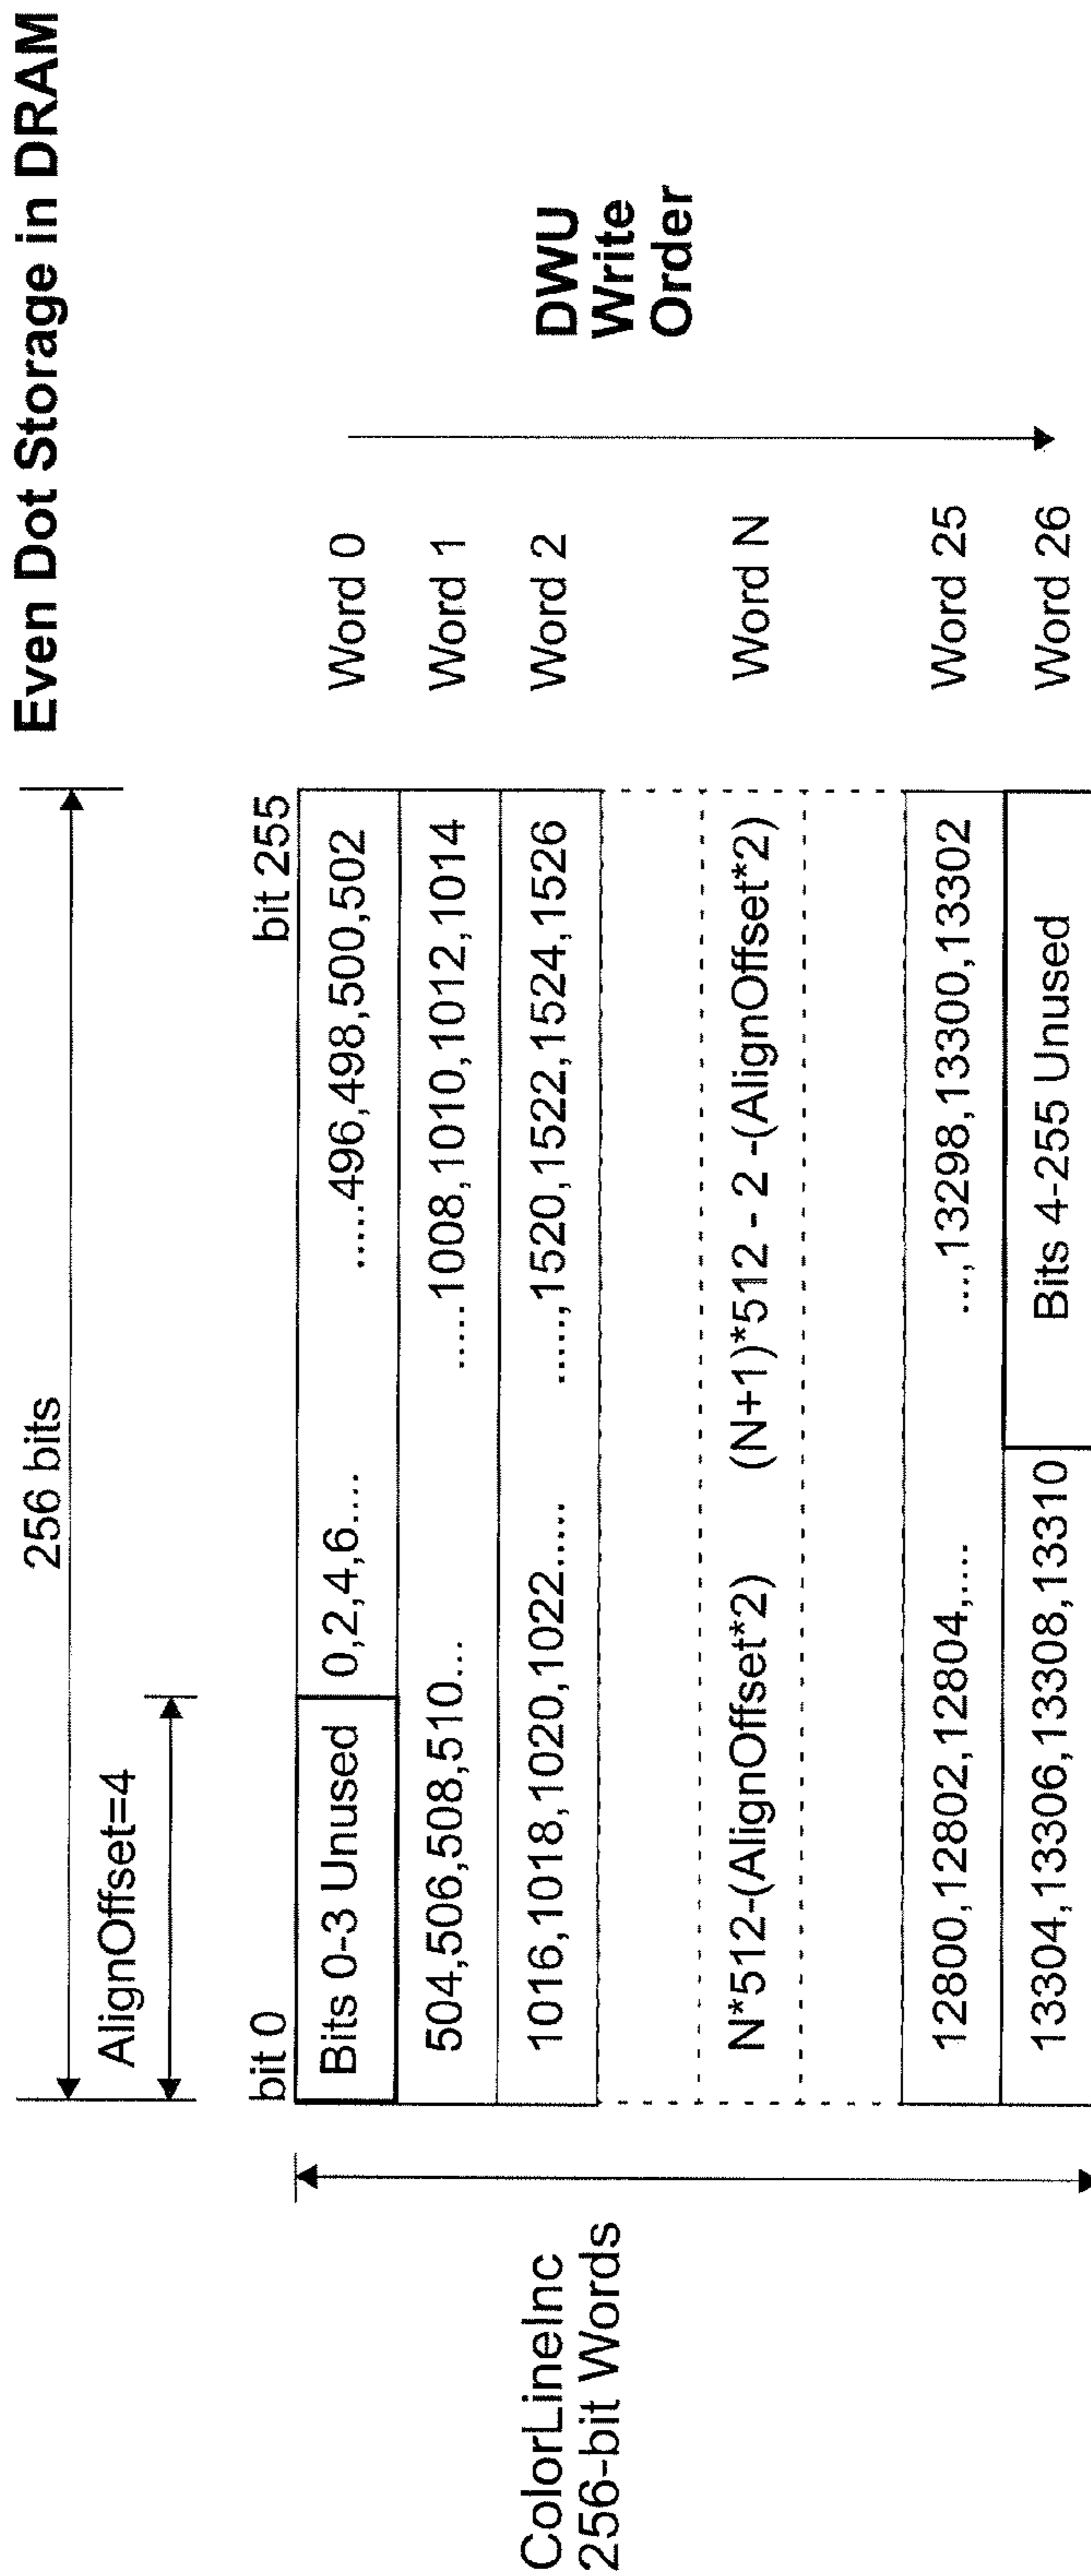 Even Dot Storage in DRAM
256 bits
AlignOffset=4
bit 0
bit 255
Bits 0-3 Unused
0,2,4,6....
.....496,498,500,502
Word 0
504,506,508,510...
......1008,1010,1012,1014
Word 1
1016,1018,1020,1022.....
.....,1520,1522,1524,1526
Word 2
N*512-(AlignOffset*2)
(N+1)*512 - 2 -(AlignOffset*2)
Word N
12800,12802,12804,....
...,13298,13300,13302
Word 25
13304,13306,13308,13310
Bits 4-255 Unused
Word 26
ColorLineInc
256-bit Words
DWU
Write
Order